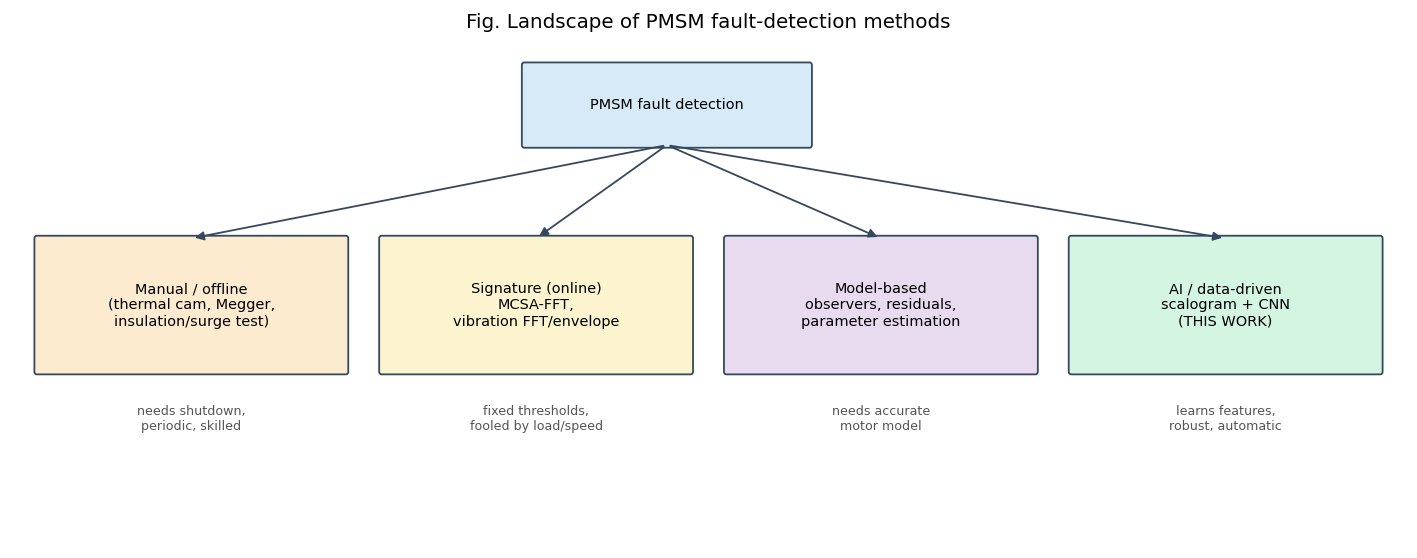 Fig. Landscape of PMSM fault-detection methods
PMSM fault detection
Manual / offline
(thermal cam, Megger,
insulation/surge test)
Signature (online)
MCSA-FFT,
vibration FFT/envelope
Model-based
observers, residuals,
parameter estimation
AI / data-driven
scalogram + CNN
(THIS WORK)
needs shutdown,
periodic, skilled
fixed thresholds,
fooled by load/speed
needs accurate
motor model
learns features,
robust, automatic